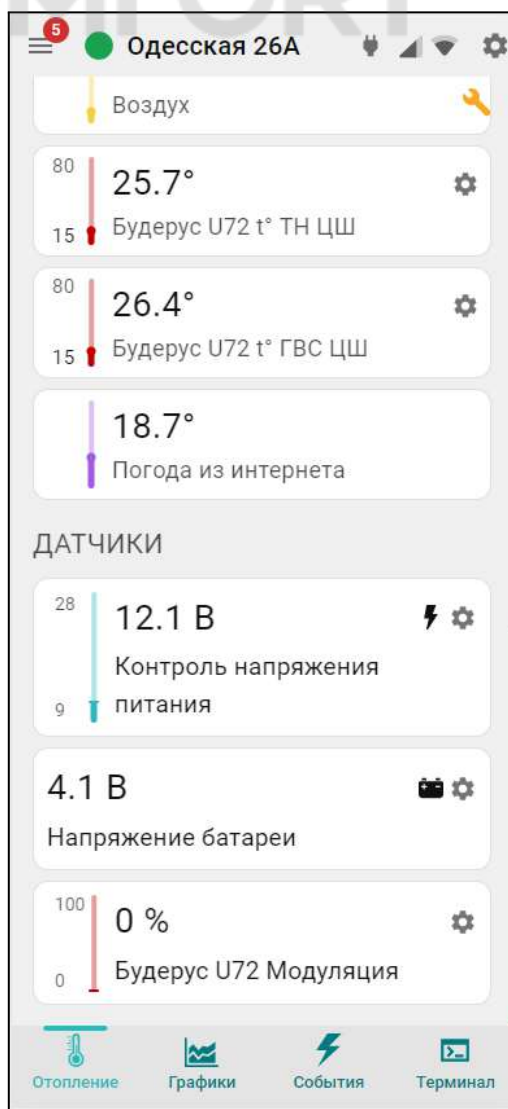 5
Одесская 26А
Воздух
80
25.7°
15
Будерус U72 t° ТН ЦШ
80
26.4°
15
Будерус U72 t° ГВС ЦШ
18.7°
Погода из интернета
ДАТЧИКИ
28
12.1 В
Контроль напряжения
9
питания
4.1 В
Напряжение батареи
100
0 %
0
Будерус U72 Модуляция
Отопление
Графики
События
Терминал